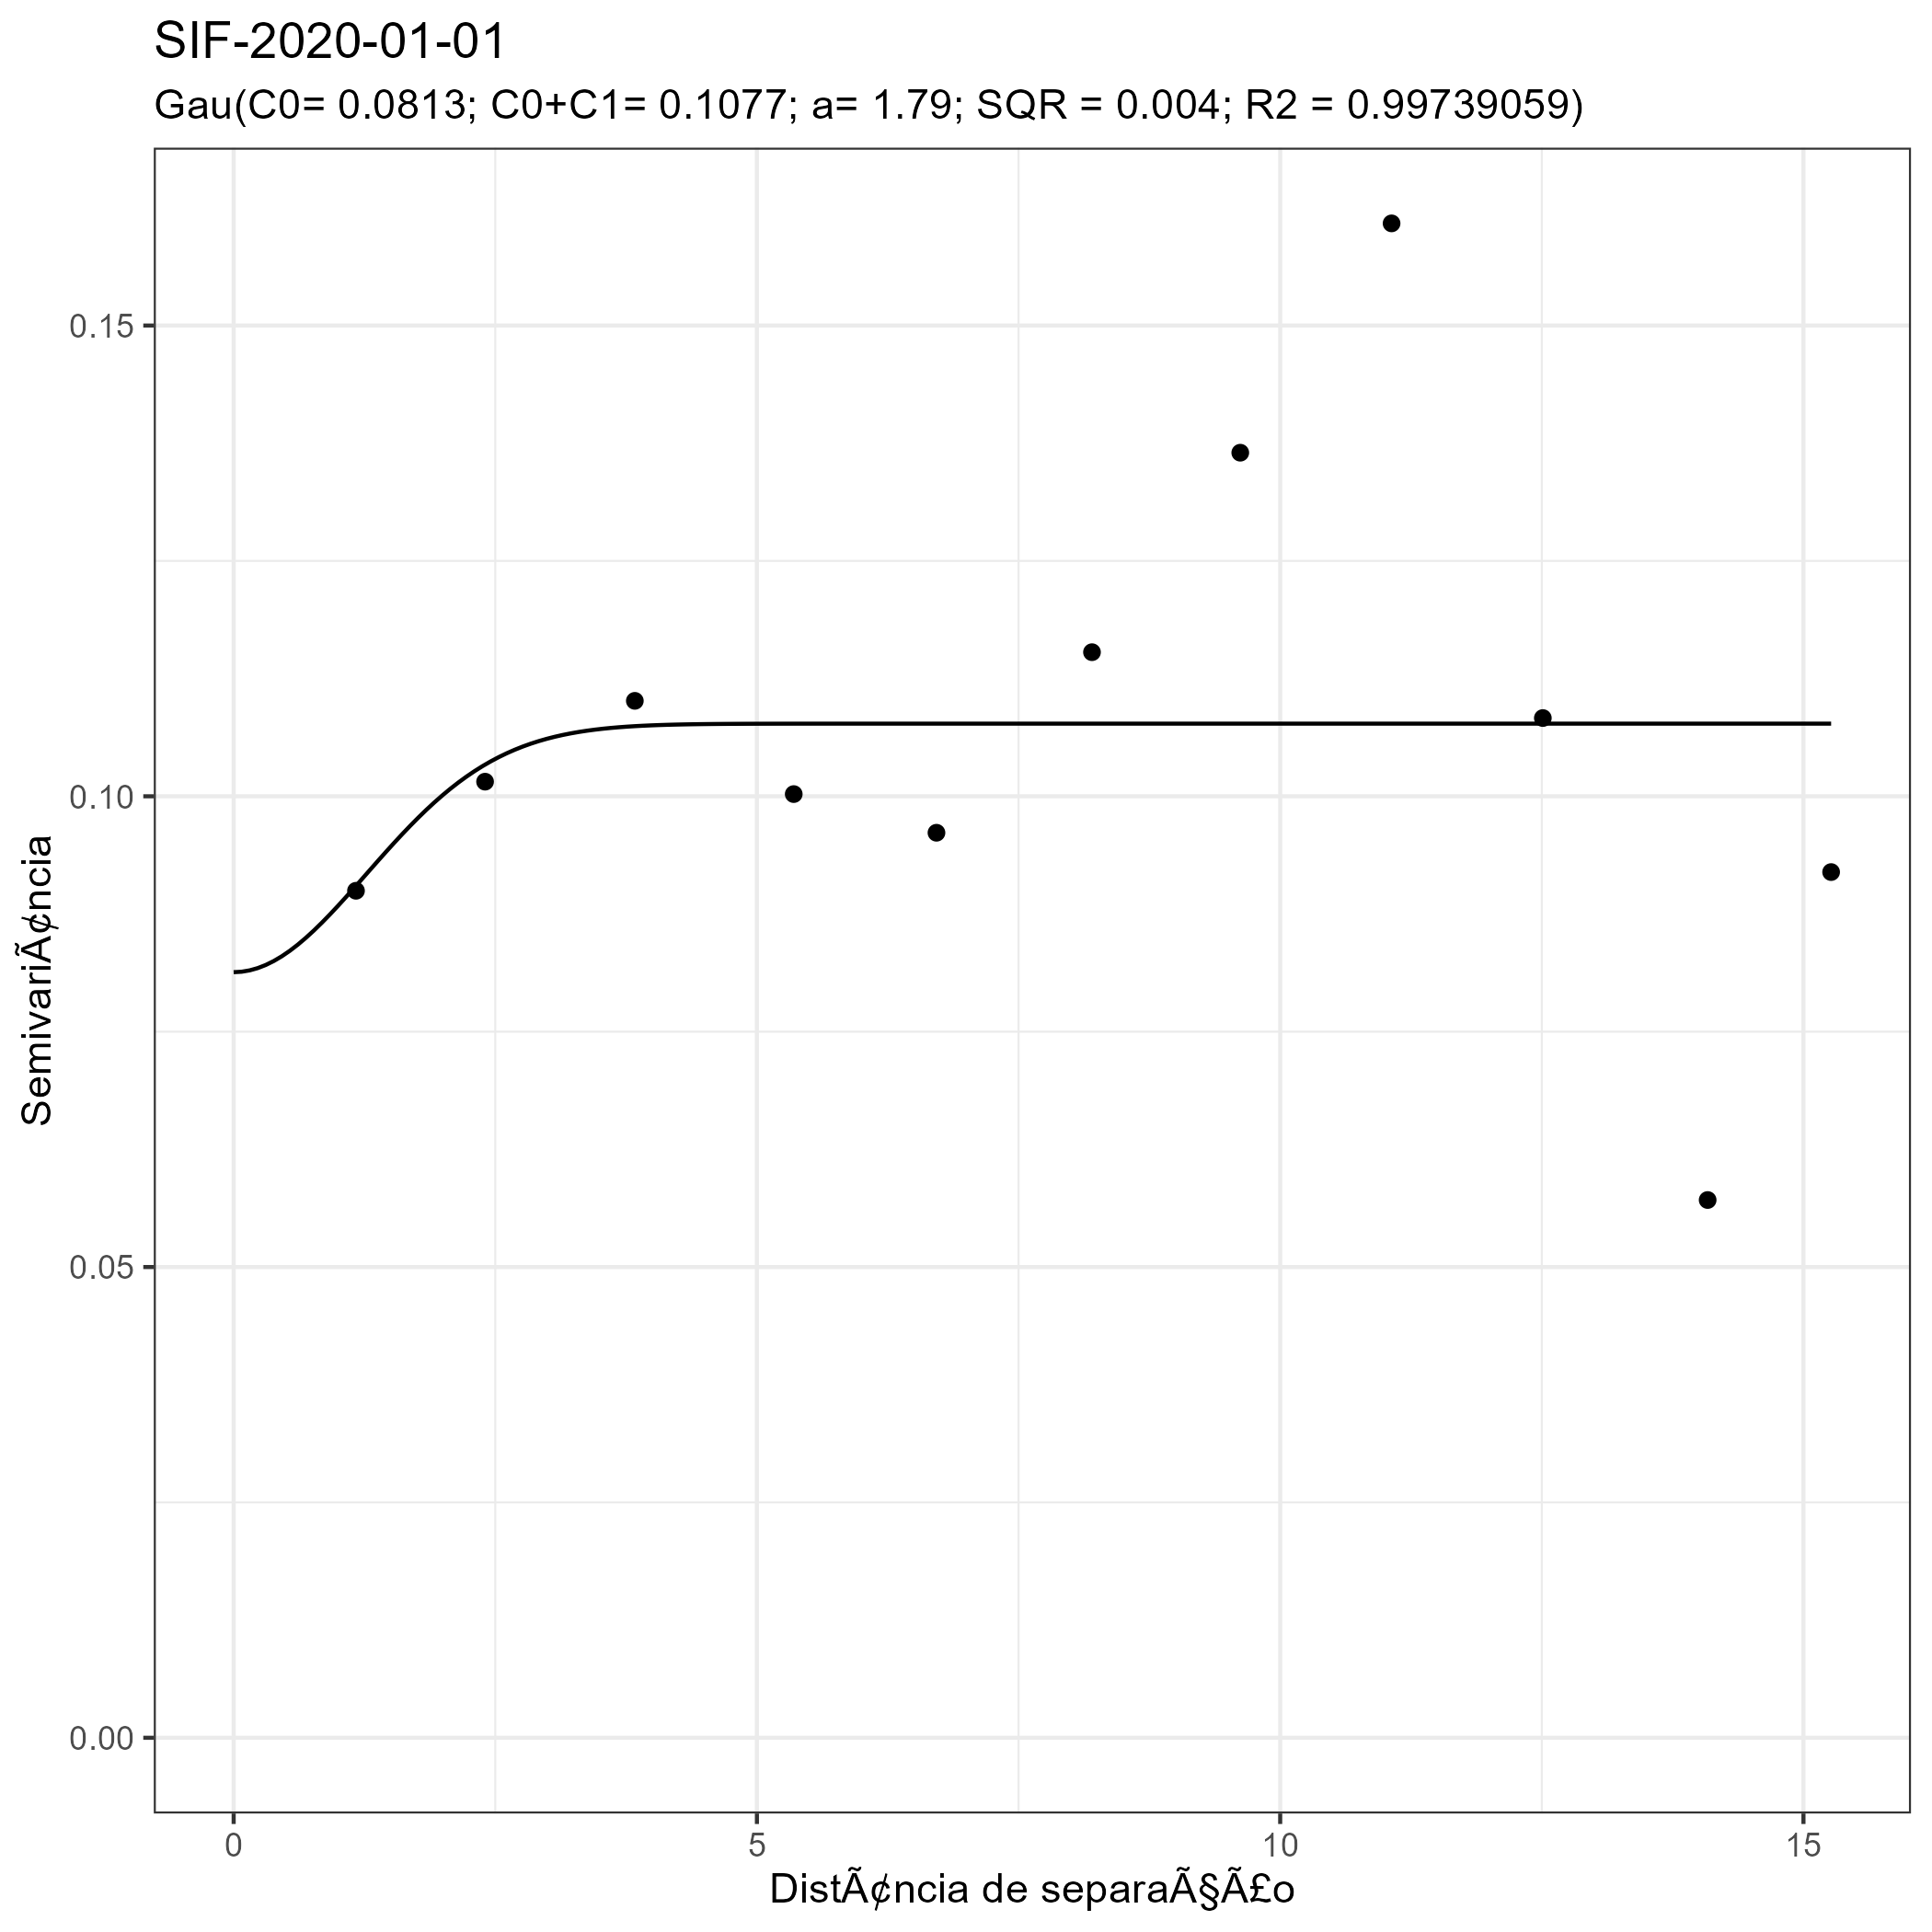 SIF-2020-01-01
Gau(C0= 0.0813; C0+C1= 0.1077; a= 1.79; SQR = 0.004; R2 = 0.99739059)
SemivariÃ¢ncia
0.15
0.10
0.05
0.00
0 5 10 15
DistÃ¢ncia de separaÃ§Ã£o